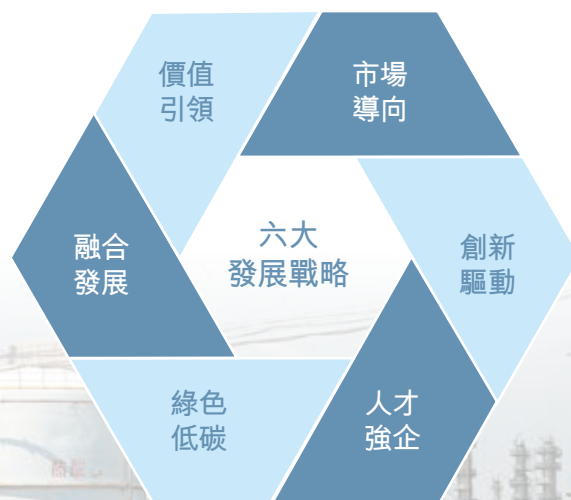 價值
引領
市場
導向
創新
驅動
人才
強企
綠色
低碳
融合
發展
六大
發展戰略